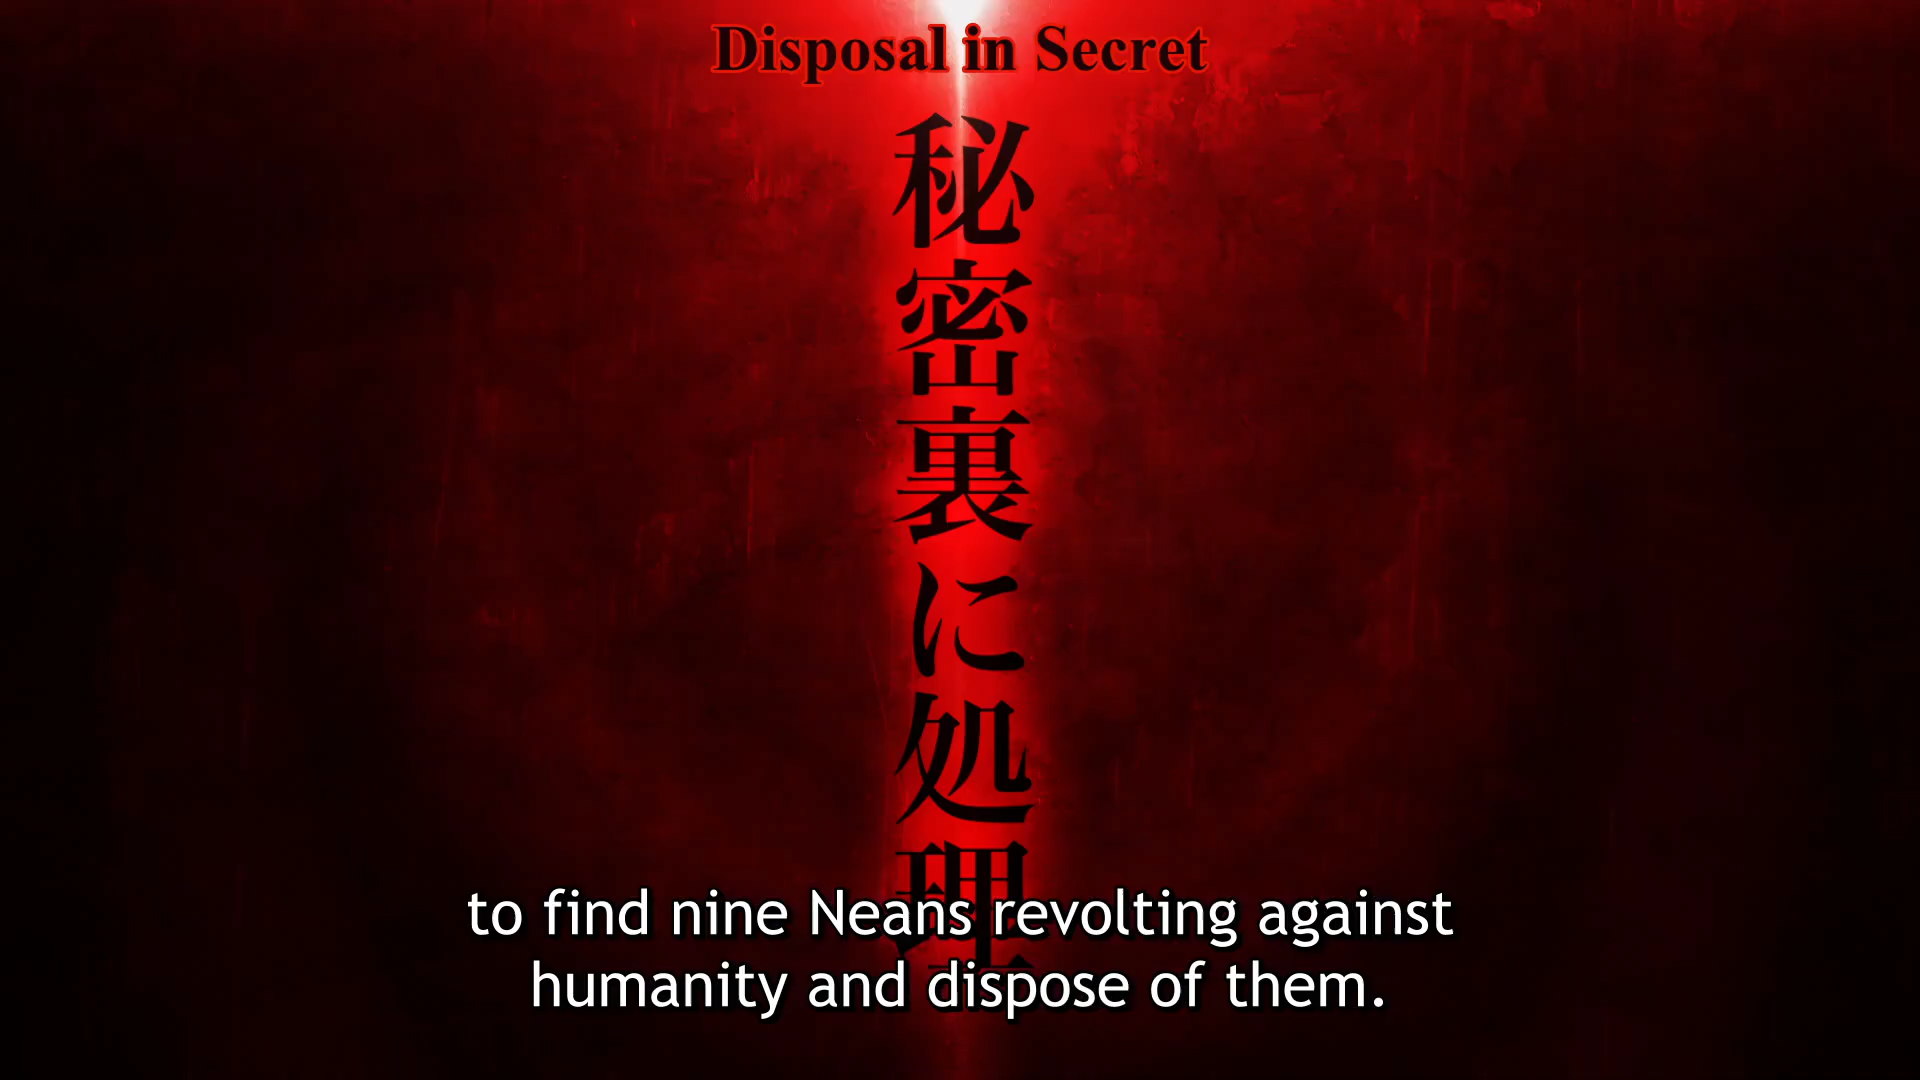 Disposal in Secret
秘密裏に処理
to find nine Neans revolting against
humanity and dispose of them.